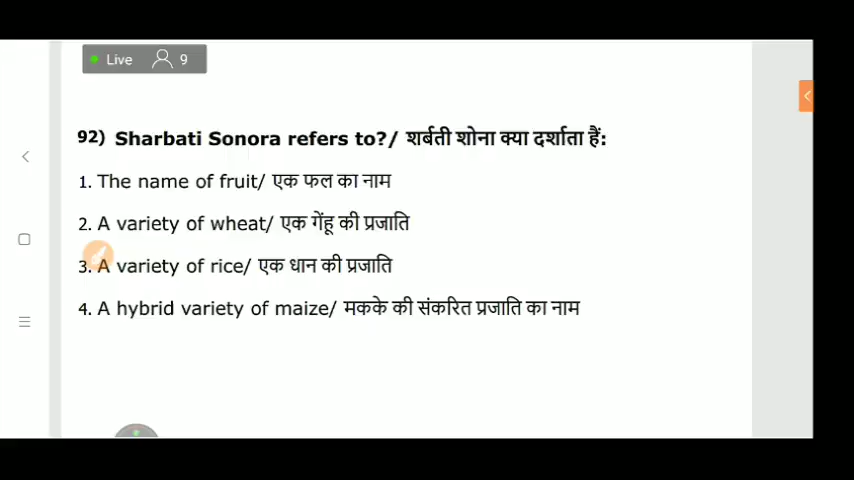 Live 9
92) Sharbati Sonora refers to?/ शर्बती शोना क्या दर्शाता हैं:
1. The name of fruit/ एक फल का नाम
2. A variety of wheat/ एक गेंहू की प्रजाति
3. A variety of rice/ एक धान की प्रजाति
4. A hybrid variety of maize/ मकके की संकरित प्रजाति का नाम